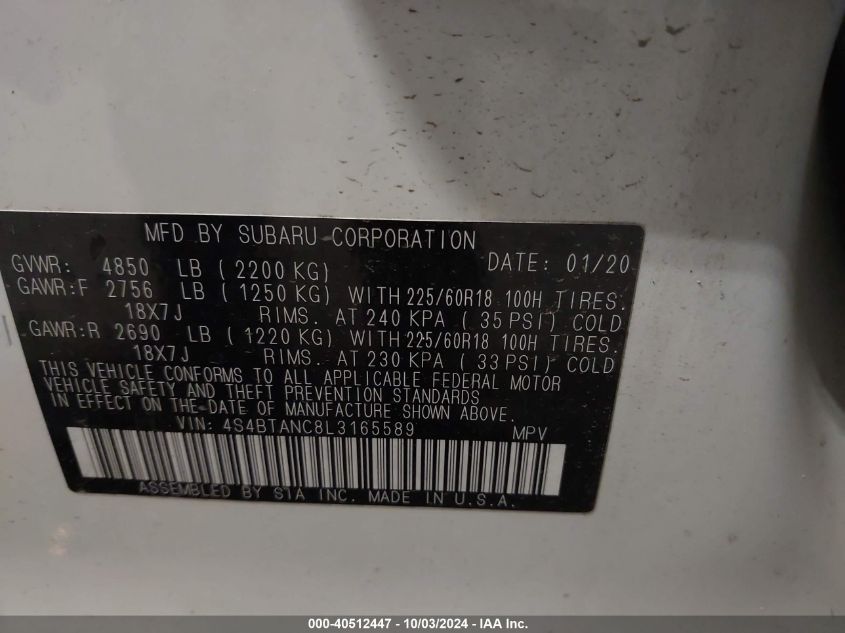 MFD BY SUBARU CORPORATION
GVWR: 4850 LB ( 2200 KG) DATE: 01/20
GAWR:F 2756 LB ( 1250 KG) WITH 225/60R18 100H TIRES.
18X7J RIMS. AT 240 KPA ( 35 PSI) COLD
GAWR:R 2690 LB ( 1220 KG) WITH 225/60R18 100H TIRES.
18X7J RIMS. AT 230 KPA ( 33 PSI) COLD
THIS VEHICLE CONFORMS TO ALL APPLICABLE FEDERAL MOTOR
VEHICLE SAFETY AND THEFT PREVENTION STANDARDS
IN EFFECT ON THE-DATE OF MANUFACTURE SHOWN ABOVE.
VIN: 4S4BTANC8L3165589 MPV
ASSEMBLED BY SIA INC. MADE IN U.S.A.
000-40512447 - 10/03/2024 - IAA Inc.